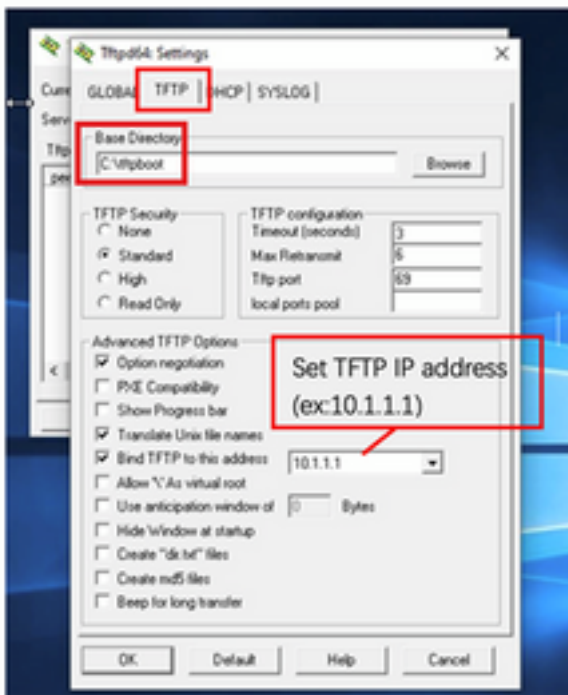 Tftpd64: Settings
GLOBAL TFTP DHCP SYSLOG
Base Directory
C:\tftpboot
Browse
TFTP Security
None
Standard
High
Read Only
TFTP configuration
Timeout (seconds) 3
Max Retransmit 6
Tftp port 69
local ports pool
Advanced TFTP Options
Option negotiation
PXE Compatibility
Show Progress bar
Translate Unix file names
Bind TFTP to this address 10.1.1.1
Allow '\' As virtual root
Use anticipation window of 0 Bytes
Hide Window at startup
Create "dir.txt" files
Create md5 files
Beep for long transfer
Set TFTP IP address
(ex:10.1.1.1)
OK Default Help Cancel